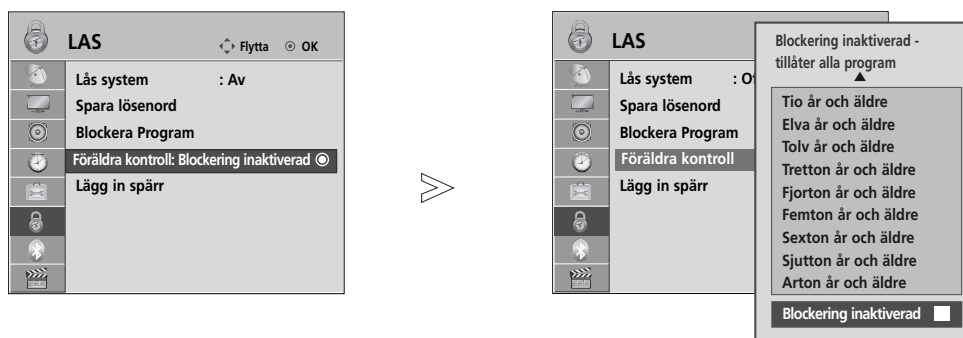 LAS
Flytta OK
Lås system : Av
Spara lösenord
Blockera Program
Föräldra kontroll: Blockering inaktiverad
Lägg in spärr
LAS
Lås system : O
Spara lösenord
Blockera Program
Föräldra kontroll
Lägg in spärr
Blockering inaktiverad -
tillåter alla program
Tio år och äldre
Elva år och äldre
Tolv år och äldre
Tretton år och äldre
Fjorton år och äldre
Femton år och äldre
Sexton år och äldre
Sjutton år och äldre
Arton år och äldre
Blockering inaktiverad